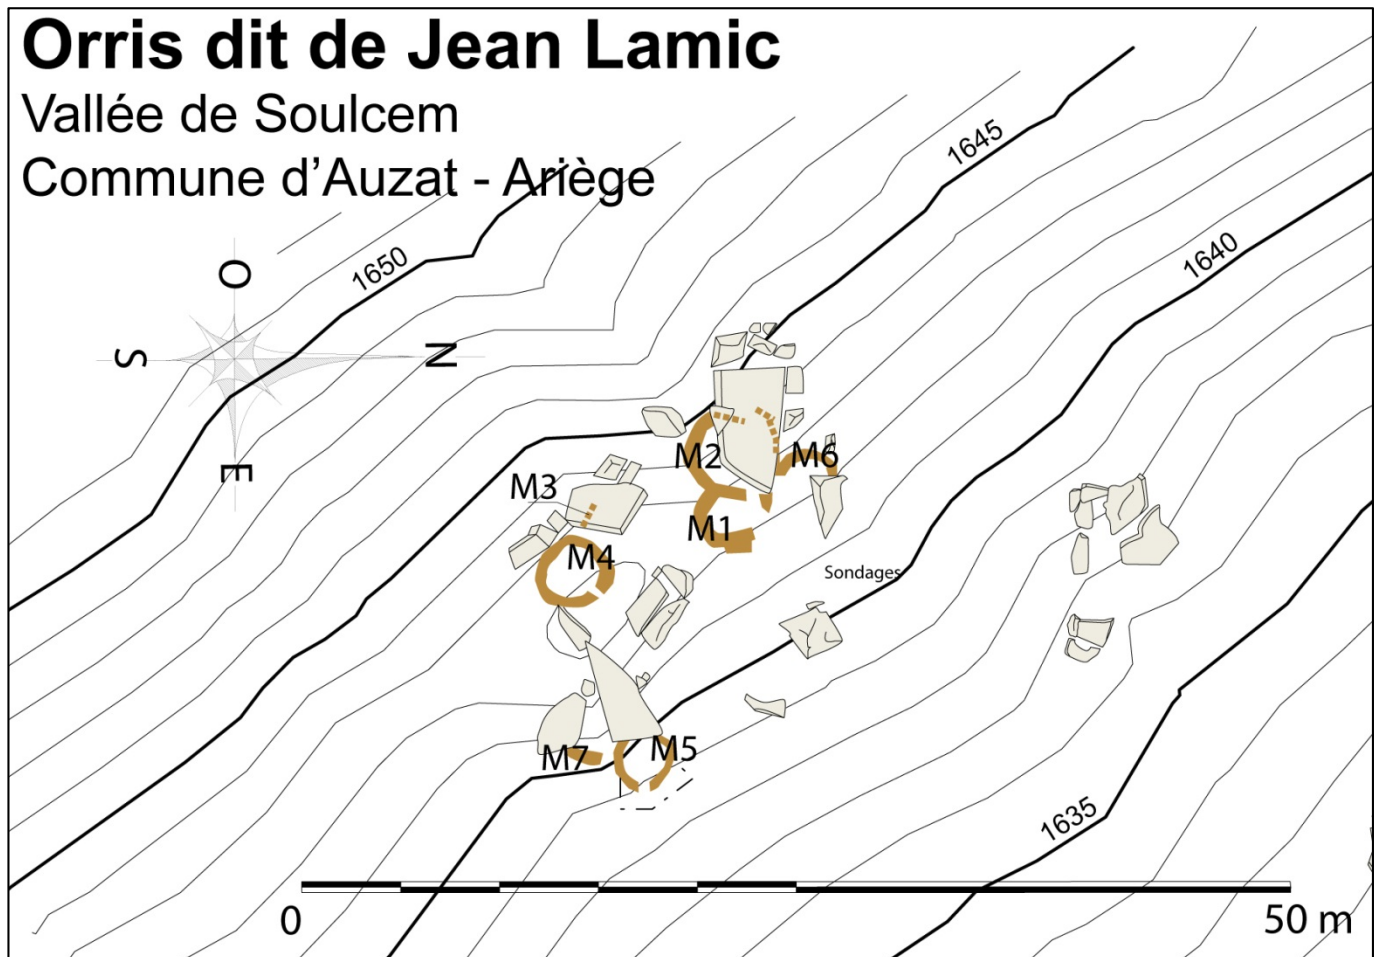 Orris dit de Jean Lamic
Vallée de Soulcem
Commune d'Auzat - Ariège
1645
1640
1650
O
S
N
E
M2
M6
M3
M1
M4
Sondages
M7
M5
1635
0
50 m